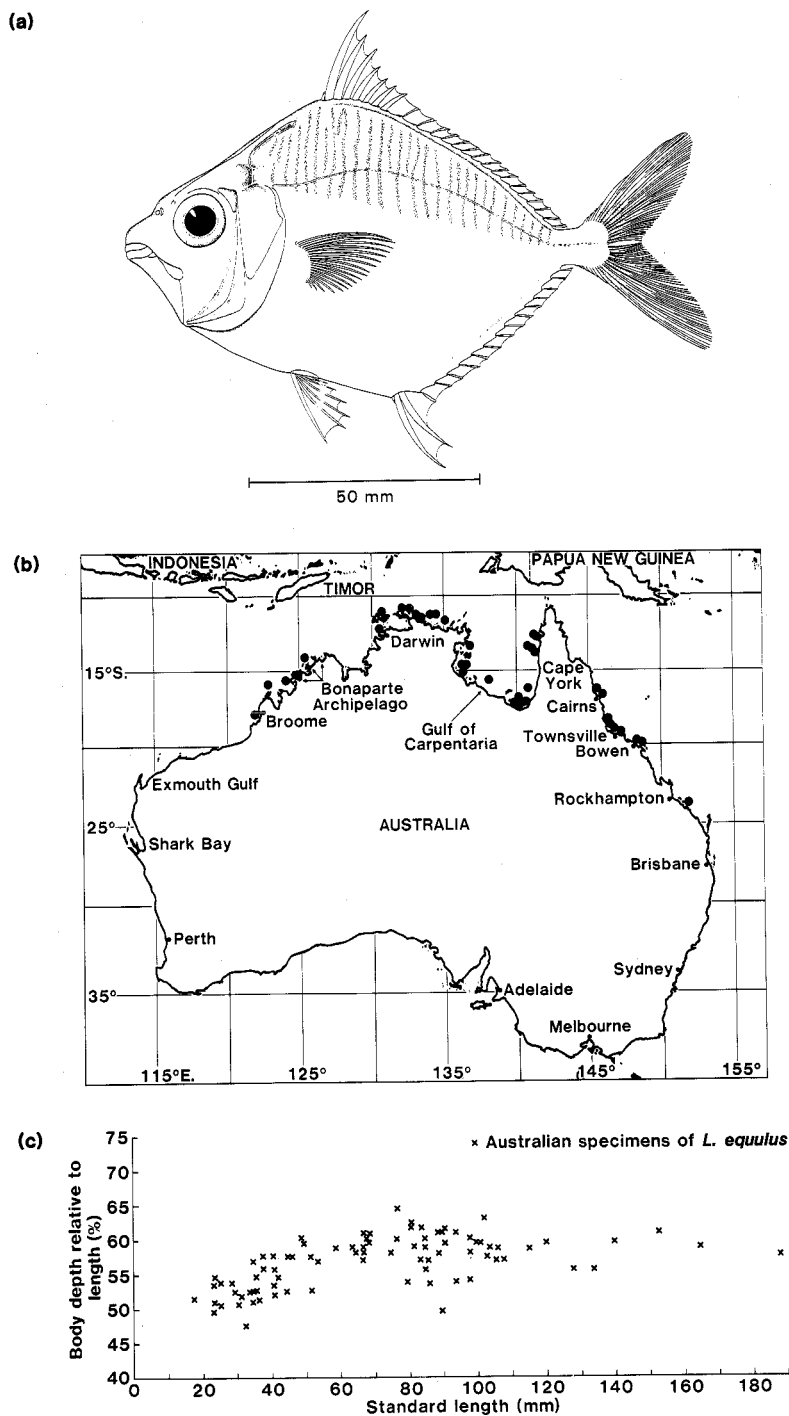 (a)
50 mm
(b)
INDONESIA
PAPUA NEW GUINEA
TIMOR
Darwin
15°S.
Bonaparte
Archipelago
Cape
York
Broome
Cairns
Gulf of
Carpentaria
Townsville
Bowen
Exmouth Gulf
Rockhampton
25°
AUSTRALIA
Shark Bay
Brisbane
Perth
Sydney
35°
Adelaide
Melbourne
115°E.
125°
135°
145°
155°
(c)
75
70
65
60
55
50
45
40
Body depth relative to
length (%)
× Australian specimens of L. equulus
0 20 40 60 80 100 120 140 160 180
Standard length (mm)